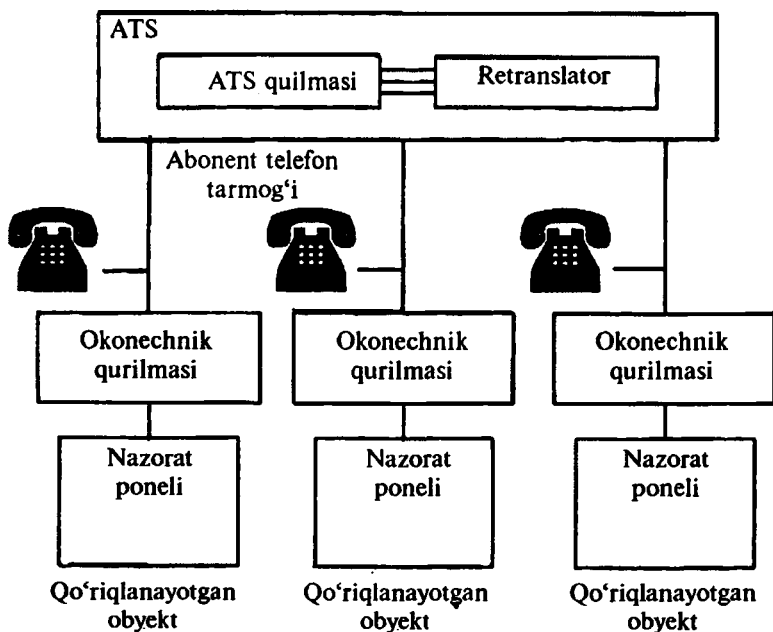 ATS
ATS quilmasi
Retranslator
Abonent telefon
tarmog‘i
Okonechnik
qurilmasi
Okonechnik
qurilmasi
Okonechnik
qurilmasi
Nazorat
poneli
Nazorat
poneli
Nazorat
poneli
Qo‘riqlanayotgan
obyekt
Qo‘riqlanayotgan
obyekt
Qo‘riqlanayotgan
obyekt